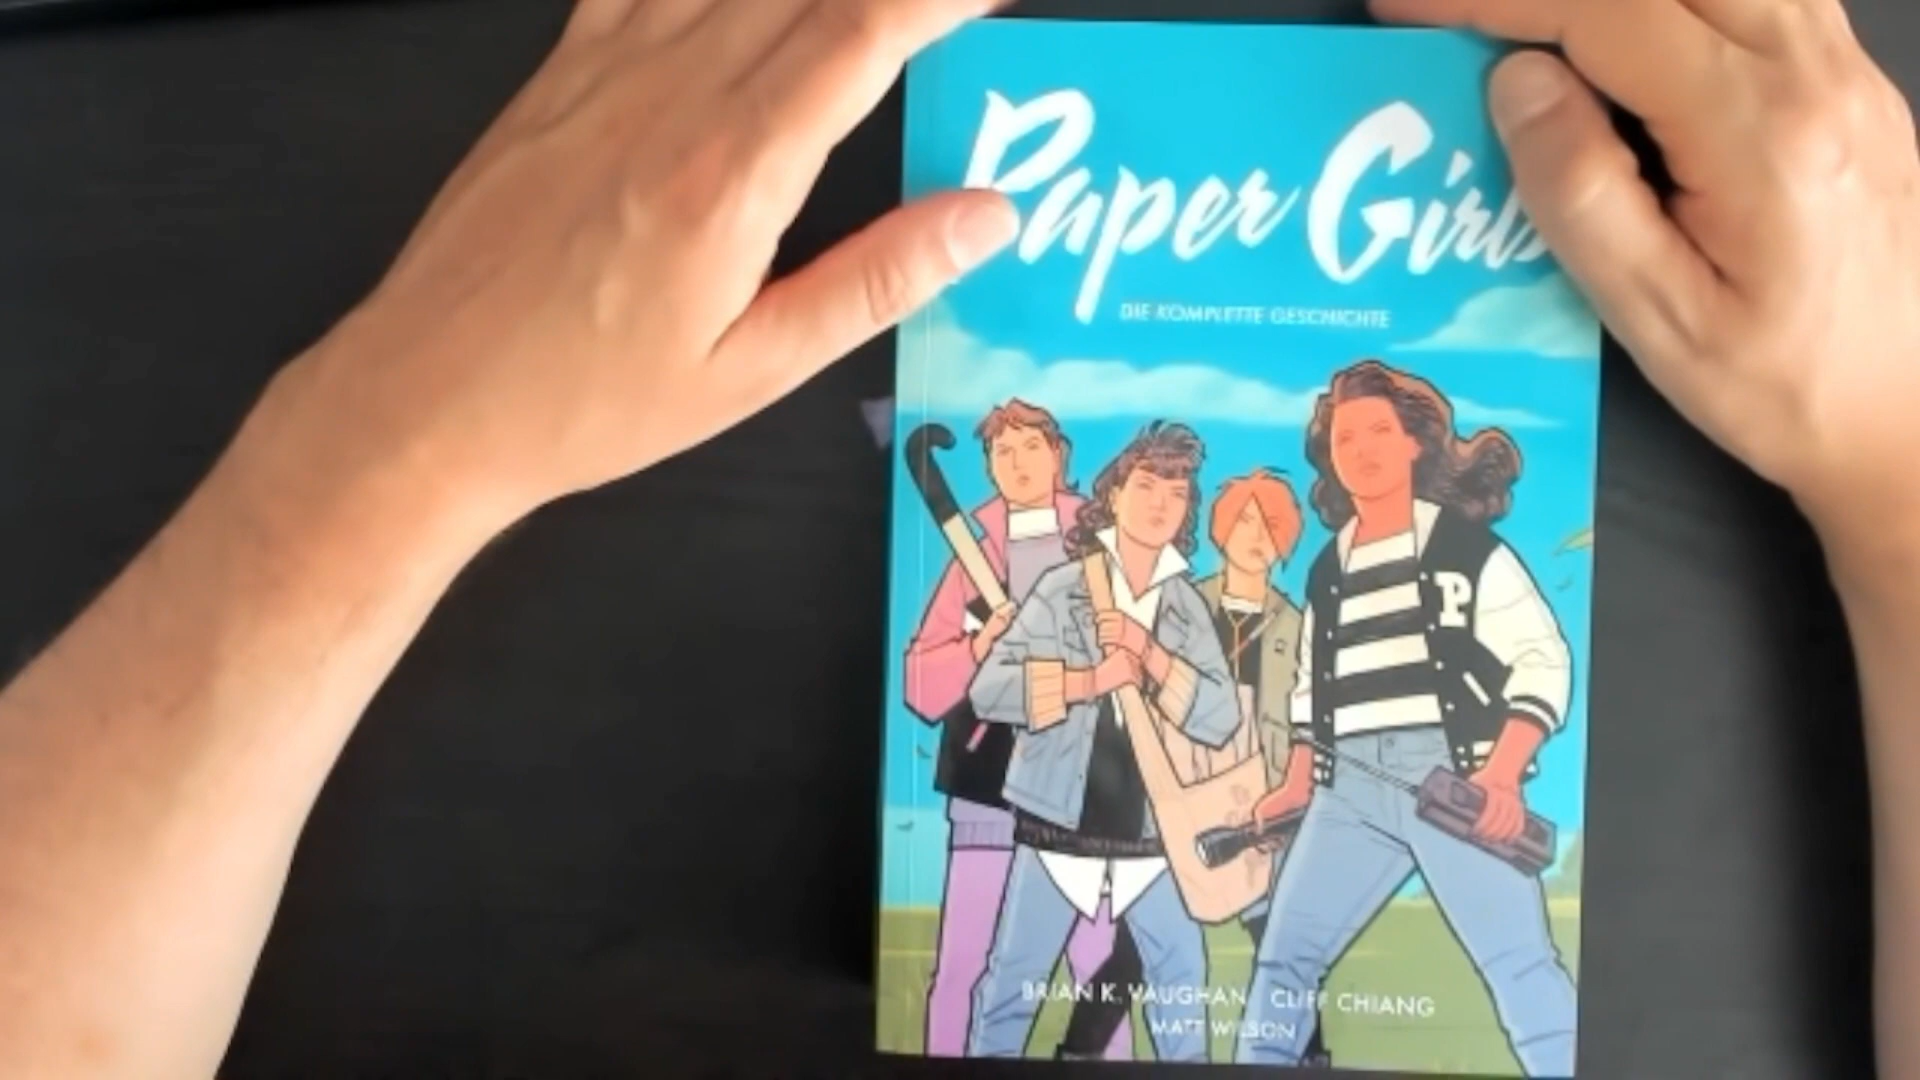 Paper Girls
DIE KOMPLETTE GESCHICHTE
P
BRIAN K. VAUGHAN CLIFF CHIANG
MATT WILSON